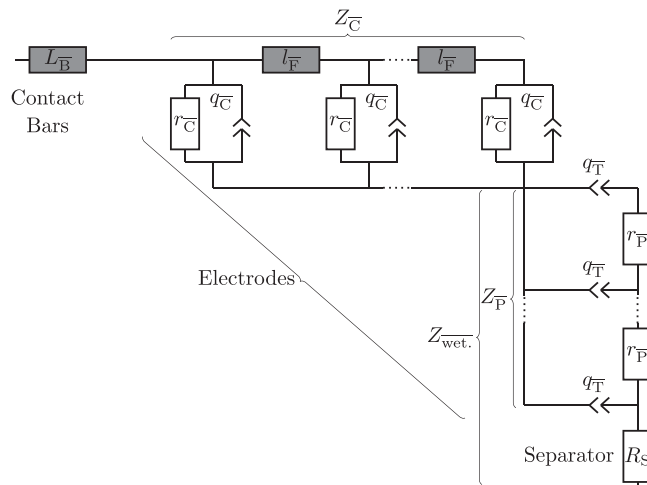 Z_C̅
L_B̅
l_F̅
l_F̅
Contact
Bars
r_C̅
q_C̅
r_C̅
q_C̅
r_C̅
q_C̅
q_T̅
r_P̅
Electrodes
q_T̅
Z_P̅
Z_w̅e̅t̅.̅
r_P̅
q_T̅
Separator
R_S